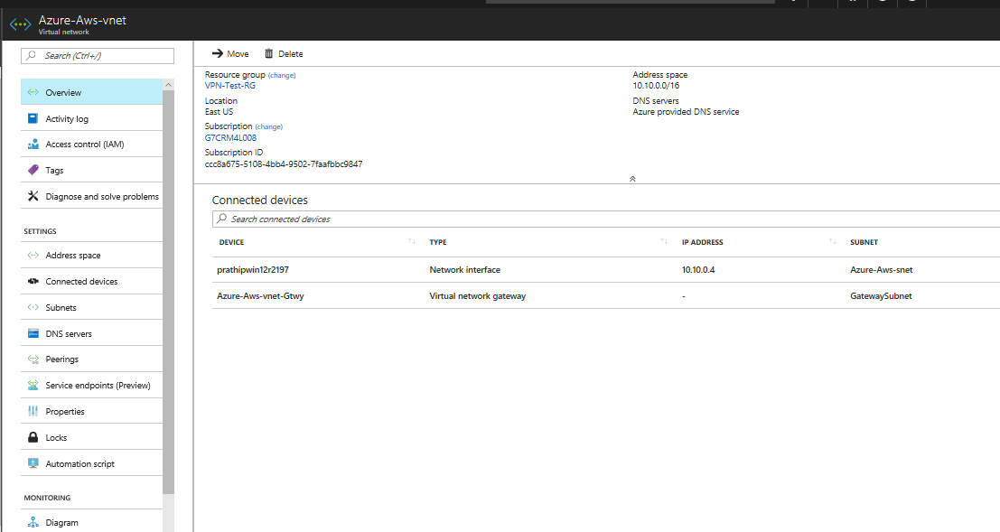 Azure-Aws-vnet
Virtual network
Search (Ctrl+/)
Overview
Activity log
Access control (IAM)
Tags
Diagnose and solve problems
SETTINGS
Address space
Connected devices
Subnets
DNS servers
Peerings
Service endpoints (Preview)
Properties
Locks
Automation script
MONITORING
Diagram
Move Delete
Resource group (change)
VPN-Test-RG
Location
East US
Subscription (change)
G7CRM4L008
Subscription ID
ccc8a675-5108-4bb4-9502-7faafbbc9847
Address space
10.10.0.0/16
DNS servers
Azure provided DNS service
Connected devices
Search connected devices
DEVICE TYPE IP ADDRESS SUBNET
prathipwin12r2197 Network interface 10.10.0.4 Azure-Aws-snet
Azure-Aws-vnet-Gtwy Virtual network gateway - GatewaySubnet